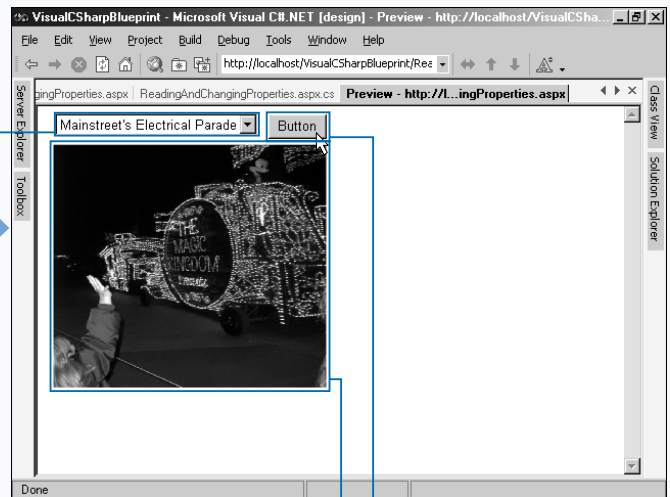 VisualCSharpBlueprint - Microsoft Visual C#.NET [design] - Preview - http://localhost/VisualCSha...
File Edit View Project Build Debug Tools Window Help
http://localhost/VisualCSharpBlueprint/Rea
gingProperties.aspx ReadingAndChangingProperties.aspx.cs Preview - http://l...ingProperties.aspx
Server Explorer
Toolbox
Class View
Solution Explorer
Mainstreet's Electrical Parade Button
THE
MAGIC
KINGDOM
Presents
Done